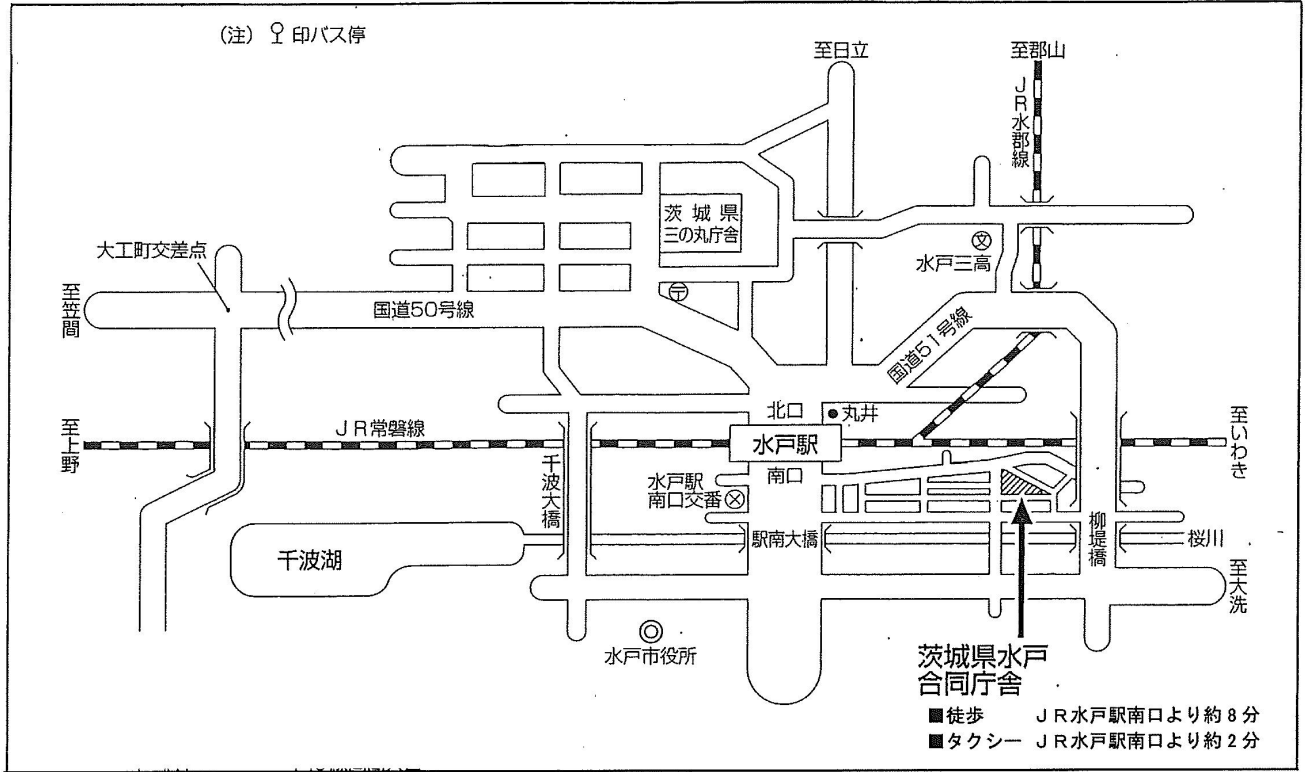 (注) 印バス停
至日立
至郡山
JR水郡線
茨城県
三の丸庁舎
文
水戸三高
大工町交差点
〒
至笠間
国道50号線
国道51号線
北口
丸井
至上野
JR常磐線
水戸駅
至いわき
南口
千波大橋
水戸駅
南口交番
駅南大橋
柳堤橋
桜川
千波湖
至大洗
水戸市役所
茨城県水戸
合同庁舎
■徒歩 JR水戸駅南口より約8分
■タクシー JR水戸駅南口より約2分